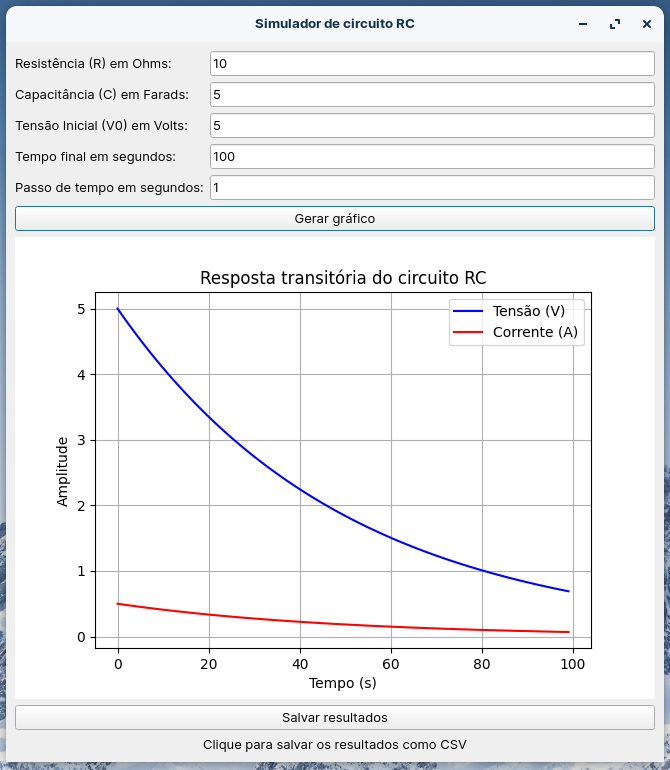 Simulador de circuito RC
Resistência (R) em Ohms: 10
Capacitância (C) em Farads: 5
Tensão Inicial (V0) em Volts: 5
Tempo final em segundos: 100
Passo de tempo em segundos: 1
Gerar gráfico
Resposta transitória do circuito RC
Tensão (V)
Corrente (A)
5
4
3
2
1
0
Amplitude
0 20 40 60 80 100
Tempo (s)
Salvar resultados
Clique para salvar os resultados como CSV